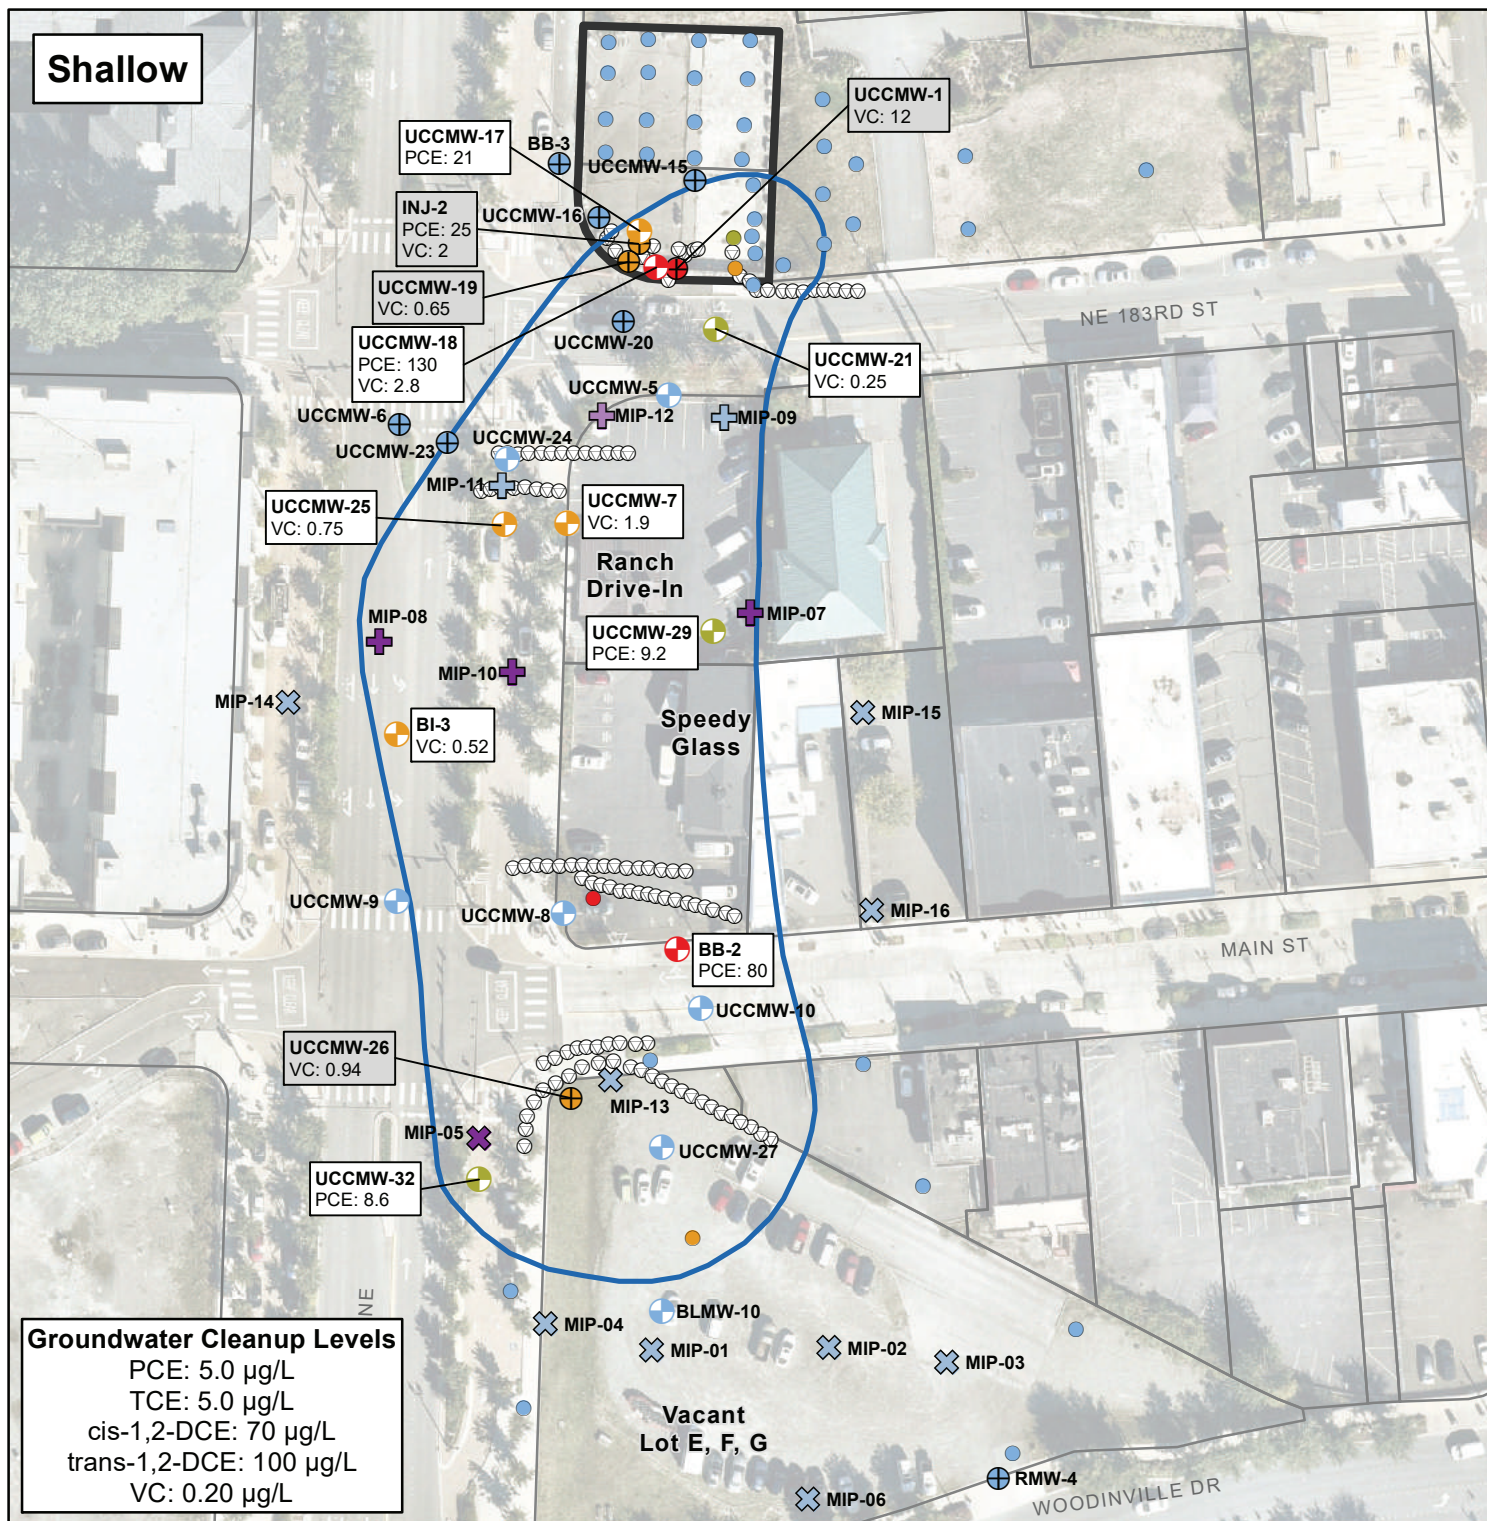 Shallow
UCCMW-1
VC: 12
UCCMW-17
PCE: 21
BB-3
UCCMW-15
INJ-2
PCE: 25
VC: 2
UCCMW-16
UCCMW-19
VC: 0.65
NE 183RD ST
UCCMW-18
PCE: 130
VC: 2.8
UCCMW-20
UCCMW-21
VC: 0.25
UCCMW-5
UCCMW-6
MIP-12
MIP-09
UCCMW-24
UCCMW-23
MIP-11
UCCMW-25
VC: 0.75
UCCMW-7
VC: 1.9
Ranch
Drive-In
MIP-08
MIP-07
UCCMW-29
PCE: 9.2
MIP-10
MIP-14
MIP-15
BI-3
VC: 0.52
Speedy
Glass
UCCMW-9
UCCMW-8
MIP-16
BB-2
PCE: 80
MAIN ST
UCCMW-10
UCCMW-26
VC: 0.94
MIP-13
MIP-05
UCCMW-27
UCCMW-32
PCE: 8.6
NE
BLMW-10
MIP-04
MIP-01
MIP-02
MIP-03
Groundwater Cleanup Levels
PCE: 5.0 µg/L
TCE: 5.0 µg/L
cis-1,2-DCE: 70 µg/L
trans-1,2-DCE: 100 µg/L
VC: 0.20 µg/L
Vacant
Lot E, F, G
RMW-4
MIP-06
WOODINVILLE DR